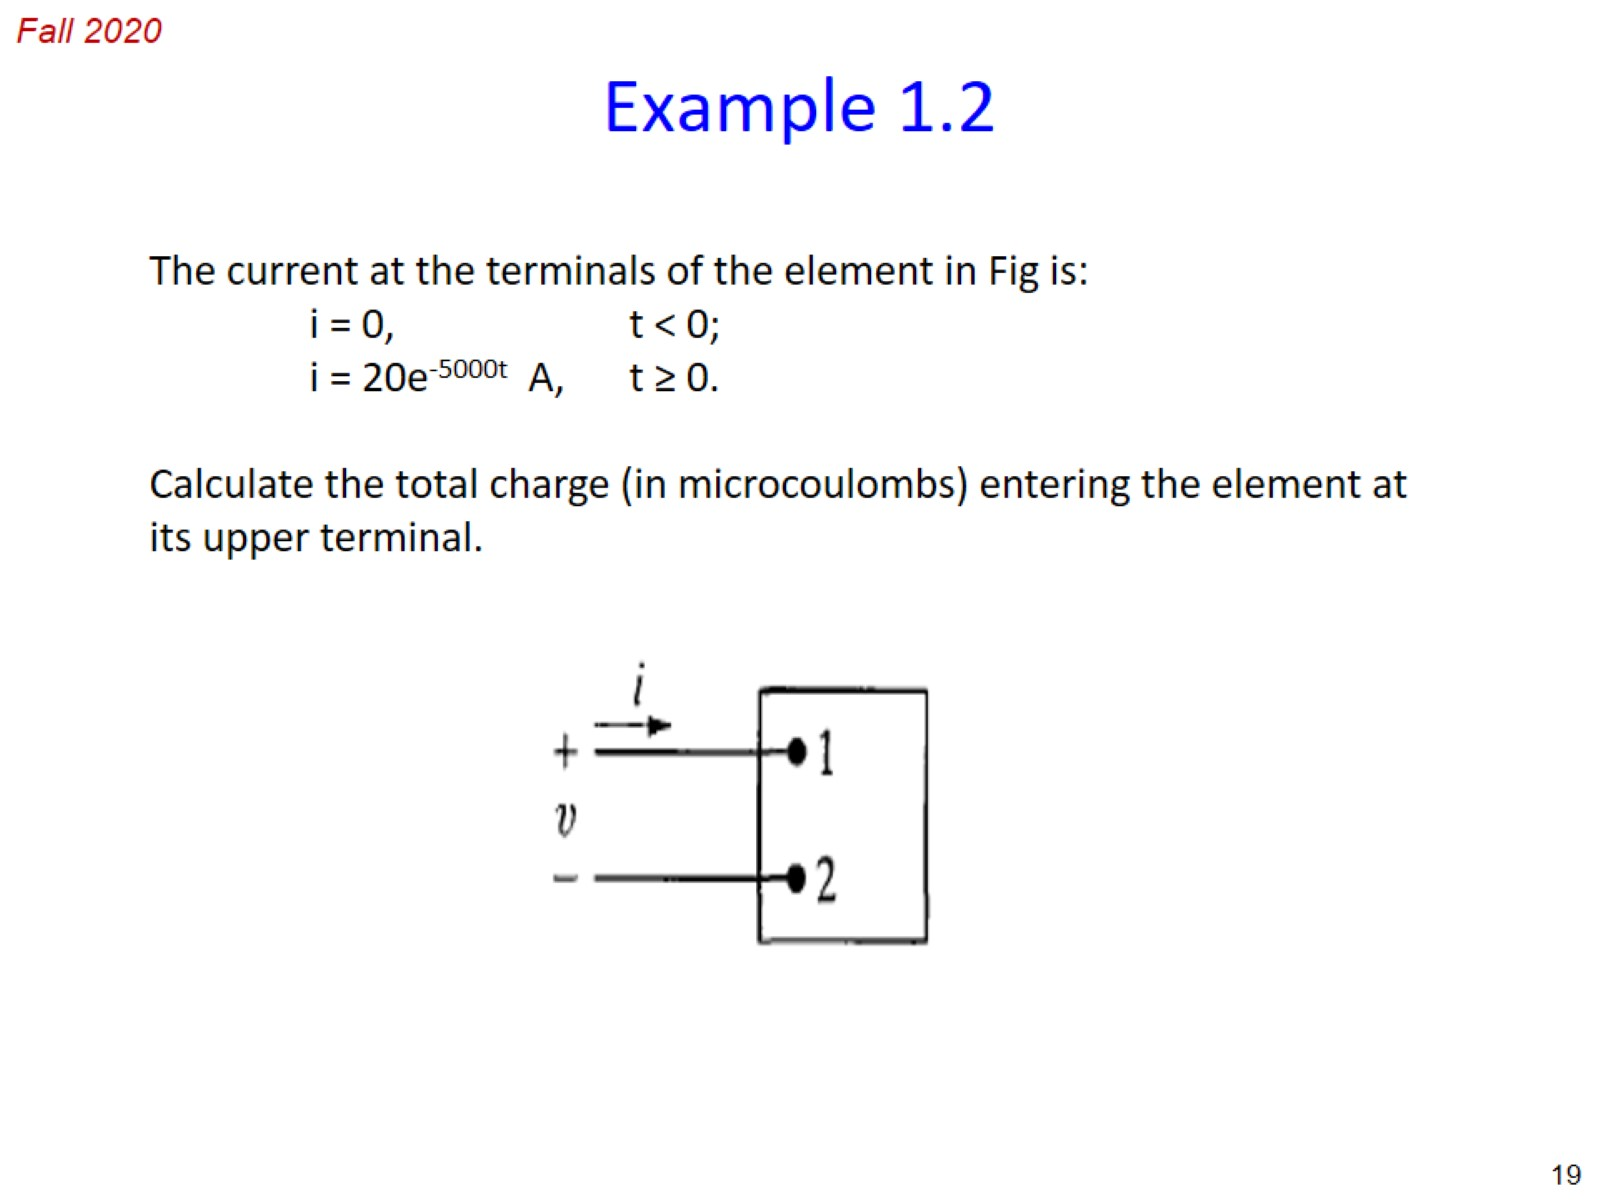 Fall 2020
Example 1.2
The current at the terminals of the element in Fig is:
i = 0, t < 0;
i = 20e^-5000t A, t ≥ 0.
Calculate the total charge (in microcoulombs) entering the element at
its upper terminal.
i
+ 1
v
− 2
19